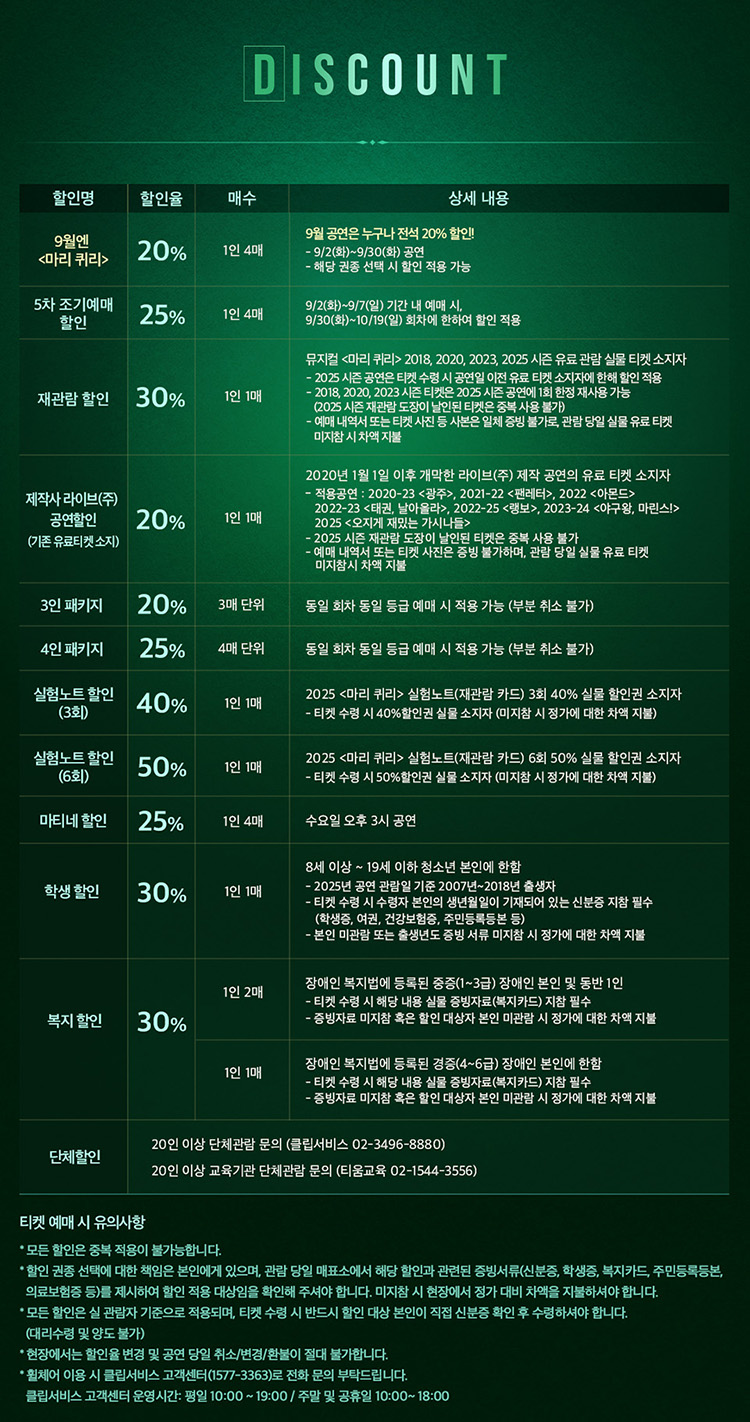 DISCOUNT
할인명 할인율 매수 상세 내용
9월엔
<마리 퀴리>
20%
1인 4매
9월 공연은 누구나 전석 20% 할인!
- 9/2(화)~9/30(화) 공연
- 해당 권종 선택 시 할인 적용 가능
5차 조기예매
할인
25%
1인 4매
9/2(화)~9/7(일) 기간 내 예매 시,
9/30(화)~10/19(일) 회차에 한하여 할인 적용
재관람 할인
30%
1인 1매
뮤지컬 <마리 퀴리> 2018, 2020, 2023, 2025 시즌 유료 관람 실물 티켓 소지자
- 2025 시즌 공연은 티켓 수령 시 공연일 이전 유료 티켓 소지자에 한해 할인 적용
- 2018, 2020, 2023 시즌 티켓은 2025 시즌 공연에 1회 한정 재사용 가능
(2025 시즌 재관람 도장이 날인된 티켓은 중복 사용 불가)
- 예매 내역서 또는 티켓 사진 등 사본은 일체 증빙 불가로, 관람 당일 실물 유료 티켓
미지참 시 차액 지불
제작사 라이브(주)
공연할인
(기존 유료티켓 소지)
20%
1인 1매
2020년 1월 1일 이후 개막한 라이브(주) 제작 공연의 유료 티켓 소지자
- 적용공연 : 2020-23 <광주>, 2021-22 <팬레터>, 2022 <아몬드>
2022-23 <태권, 날아올라>, 2022-25 <랭보>, 2023-24 <야구왕, 마린스!>
2025 <오지게 재밌는 가시나들>
- 2025 시즌 재관람 도장이 날인된 티켓은 중복 사용 불가
- 예매 내역서 또는 티켓 사진은 증빙 불가하며, 관람 당일 실물 유료 티켓
미지참시 차액 지불
3인 패키지
20%
3매 단위
동일 회차 동일 등급 예매 시 적용 가능 (부분 취소 불가)
4인 패키지
25%
4매 단위
동일 회차 동일 등급 예매 시 적용 가능 (부분 취소 불가)
실험노트 할인
(3회)
40%
1인 1매
2025 <마리 퀴리> 실험노트(재관람 카드) 3회 40% 실물 할인권 소지자
- 티켓 수령 시 40%할인권 실물 소지자 (미지참 시 정가에 대한 차액 지불)
실험노트 할인
(6회)
50%
1인 1매
2025 <마리 퀴리> 실험노트(재관람 카드) 6회 50% 실물 할인권 소지자
- 티켓 수령 시 50%할인권 실물 소지자 (미지참 시 정가에 대한 차액 지불)
마티네 할인
25%
1인 4매
수요일 오후 3시 공연
학생 할인
30%
1인 1매
8세 이상 ~ 19세 이하 청소년 본인에 한함
- 2025년 공연 관람일 기준 2007년~2018년 출생자
- 티켓 수령 시 수령자 본인의 생년월일이 기재되어 있는 신분증 지참 필수
(학생증, 여권, 건강보험증, 주민등록등본 등)
- 본인 미관람 또는 출생년도 증빙 서류 미지참 시 정가에 대한 차액 지불
복지 할인
30%
1인 2매
장애인 복지법에 등록된 중증(1~3급) 장애인 본인 및 동반 1인
- 티켓 수령 시 해당 내용 실물 증빙자료(복지카드) 지참 필수
- 증빙자료 미지참 혹은 할인 대상자 본인 미관람 시 정가에 대한 차액 지불
1인 1매
장애인 복지법에 등록된 경증(4~6급) 장애인 본인에 한함
- 티켓 수령 시 해당 내용 실물 증빙자료(복지카드) 지참 필수
- 증빙자료 미지참 혹은 할인 대상자 본인 미관람 시 정가에 대한 차액 지불
단체할인
20인 이상 단체관람 문의 (클립서비스 02-3496-8880)
20인 이상 교육기관 단체관람 문의 (티움교육 02-1544-3556)
티켓 예매 시 유의사항
* 모든 할인은 중복 적용이 불가능합니다.
* 할인 권종 선택에 대한 책임은 본인에게 있으며, 관람 당일 매표소에서 해당 할인과 관련된 증빙서류(신분증, 학생증, 복지카드, 주민등록등본,
의료보험증 등)를 제시하여 할인 적용 대상임을 확인해 주셔야 합니다. 미지참 시 현장에서 정가 대비 차액을 지불하셔야 합니다.
* 모든 할인은 실 관람자 기준으로 적용되며, 티켓 수령 시 반드시 할인 대상 본인이 직접 신분증 확인 후 수령하셔야 합니다.
(대리수령 및 양도 불가)
* 현장에서는 할인율 변경 및 공연 당일 취소/변경/환불이 절대 불가합니다.
* 휠체어 이용 시 클립서비스 고객센터(1577-3363)로 전화 문의 부탁드립니다.
클립서비스 고객센터 운영시간: 평일 10:00 ~ 19:00 / 주말 및 공휴일 10:00~ 18:00